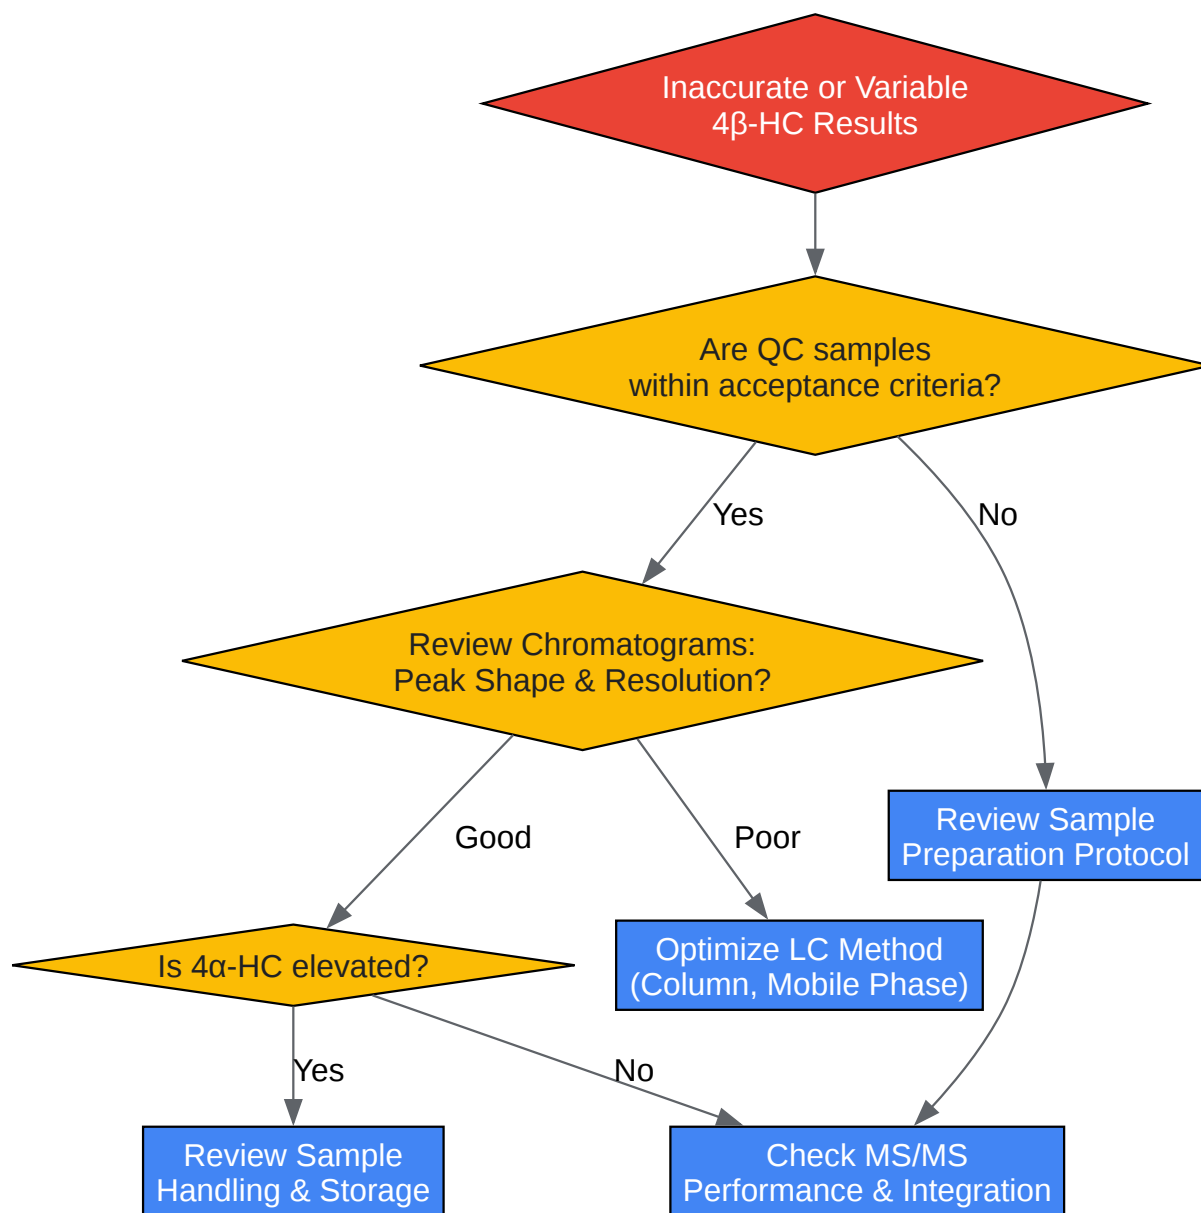 Inaccurate or Variable
4β-HC Results
Are QC samples
within acceptance criteria?
Yes
No
Review Chromatograms:
Peak Shape & Resolution?
Good
Poor
Review Sample
Preparation Protocol
Optimize LC Method
(Column, Mobile Phase)
Is 4α-HC elevated?
Yes
No
Review Sample
Handling & Storage
Check MS/MS
Performance & Integration